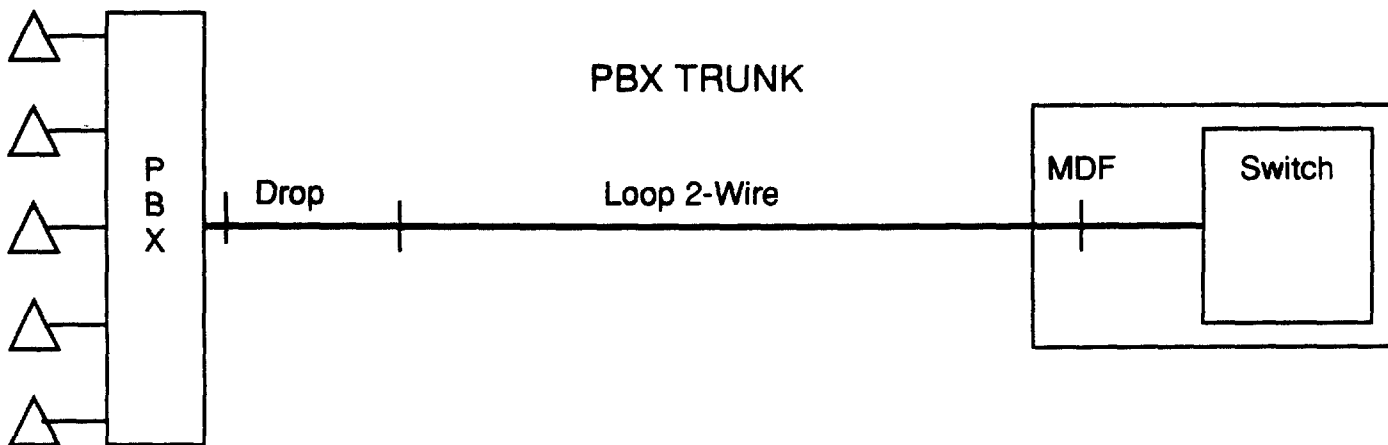 PBX TRUNK
P
B
X
Drop
Loop 2-Wire
MDF
Switch